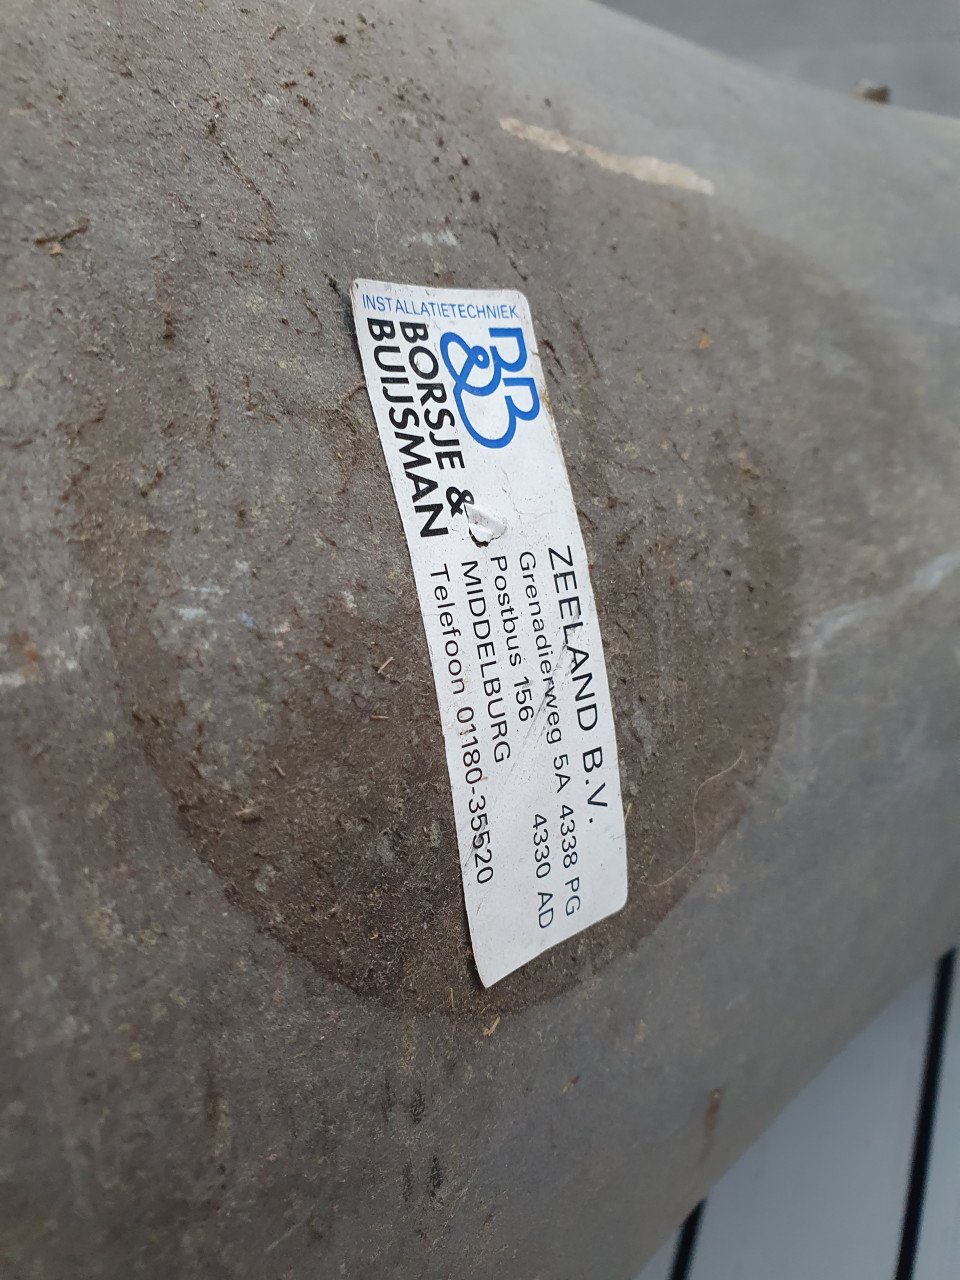 INSTALLATIETECHNIEK
B&B
BORSJE &
BUIJSMAN
ZEELAND B.V.
Grenadierweg 5A 4338 PG
Postbus 156 4330 AD
MIDDELBURG
Telefoon 01180-35520